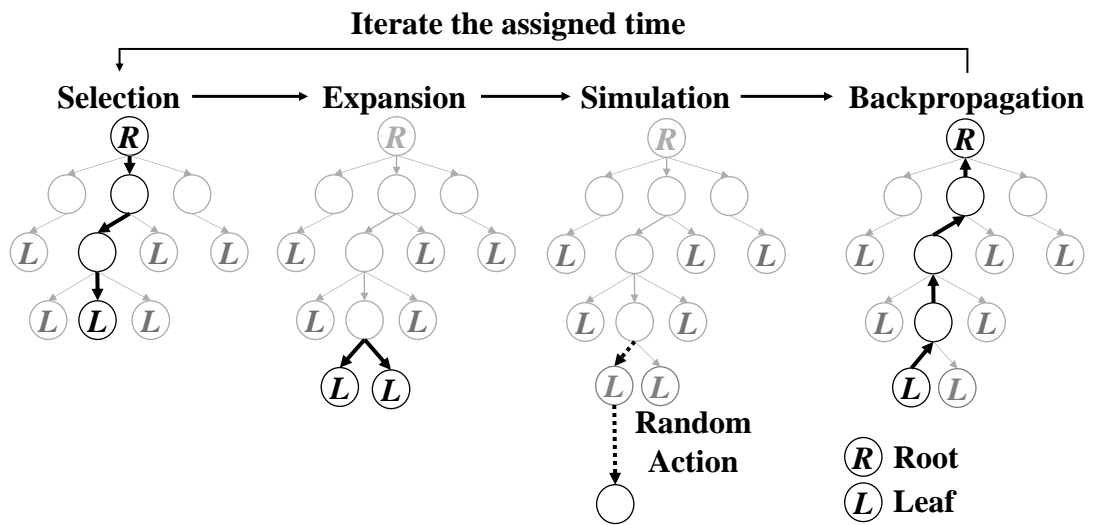 Iterate the assigned time
Selection Expansion Simulation Backpropagation
R R R R
L L L L L L L L L L L L
L L L L L L L L
L L L L L L L
Random
Action
R Root
L Leaf